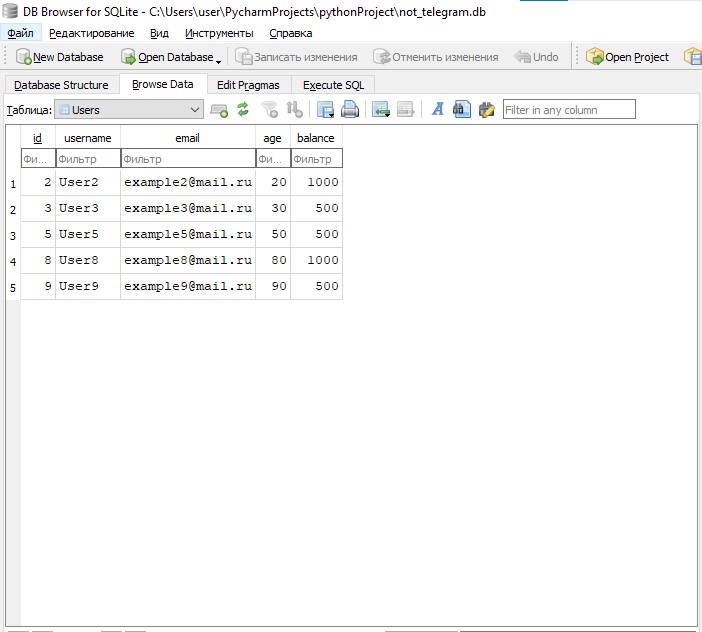 DB Browser for SQLite - C:\Users\user\PycharmProjects\pythonProject\not_telegram.db
Файл Редактирование Вид Инструменты Справка
New Database Open Database Записать изменения Отменить изменения Undo Open Project
Database Structure Browse Data Edit Pragmas Execute SQL
Таблица: Users Filter in any column
id username email age balance
Фи... Фильтр Фильтр Фи... Фильтр
1 2 User2 example2@mail.ru 20 1000
2 3 User3 example3@mail.ru 30 500
3 5 User5 example5@mail.ru 50 500
4 8 User8 example8@mail.ru 80 1000
5 9 User9 example9@mail.ru 90 500